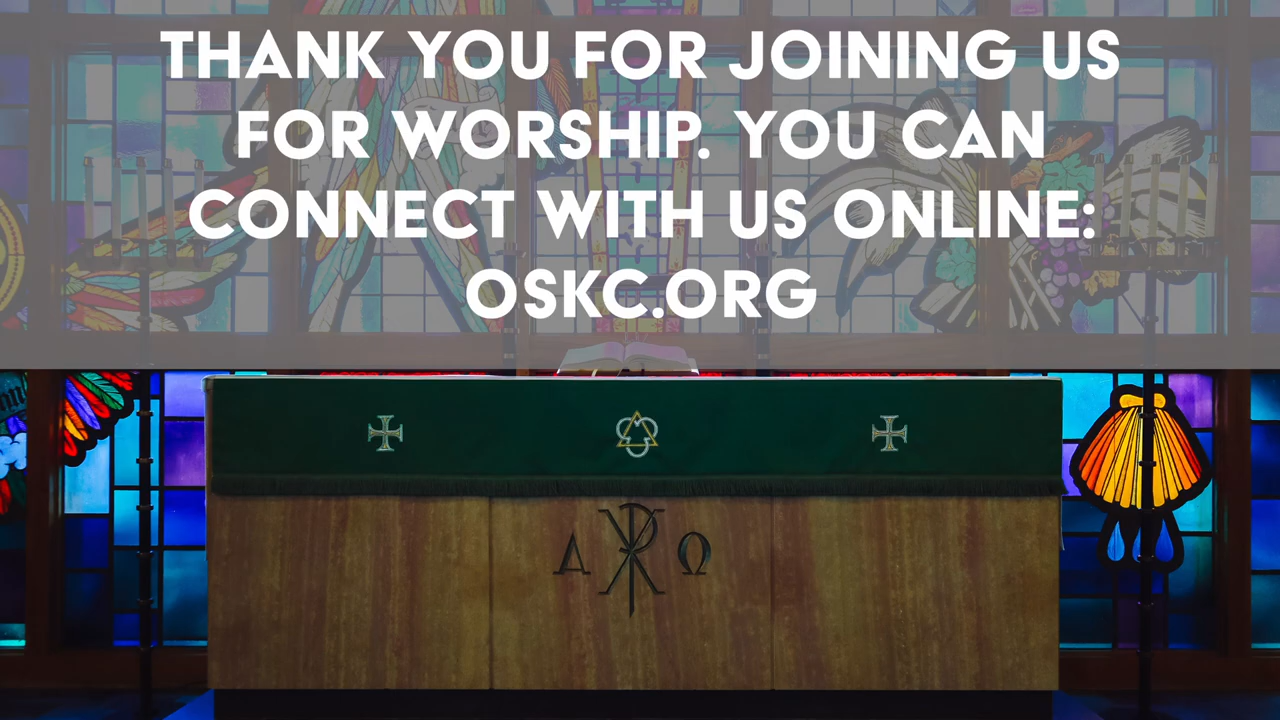 THANK YOU FOR JOINING US
FOR WORSHIP. YOU CAN
CONNECT WITH US ONLINE:
OSKC.ORG
Α ☧ Ω